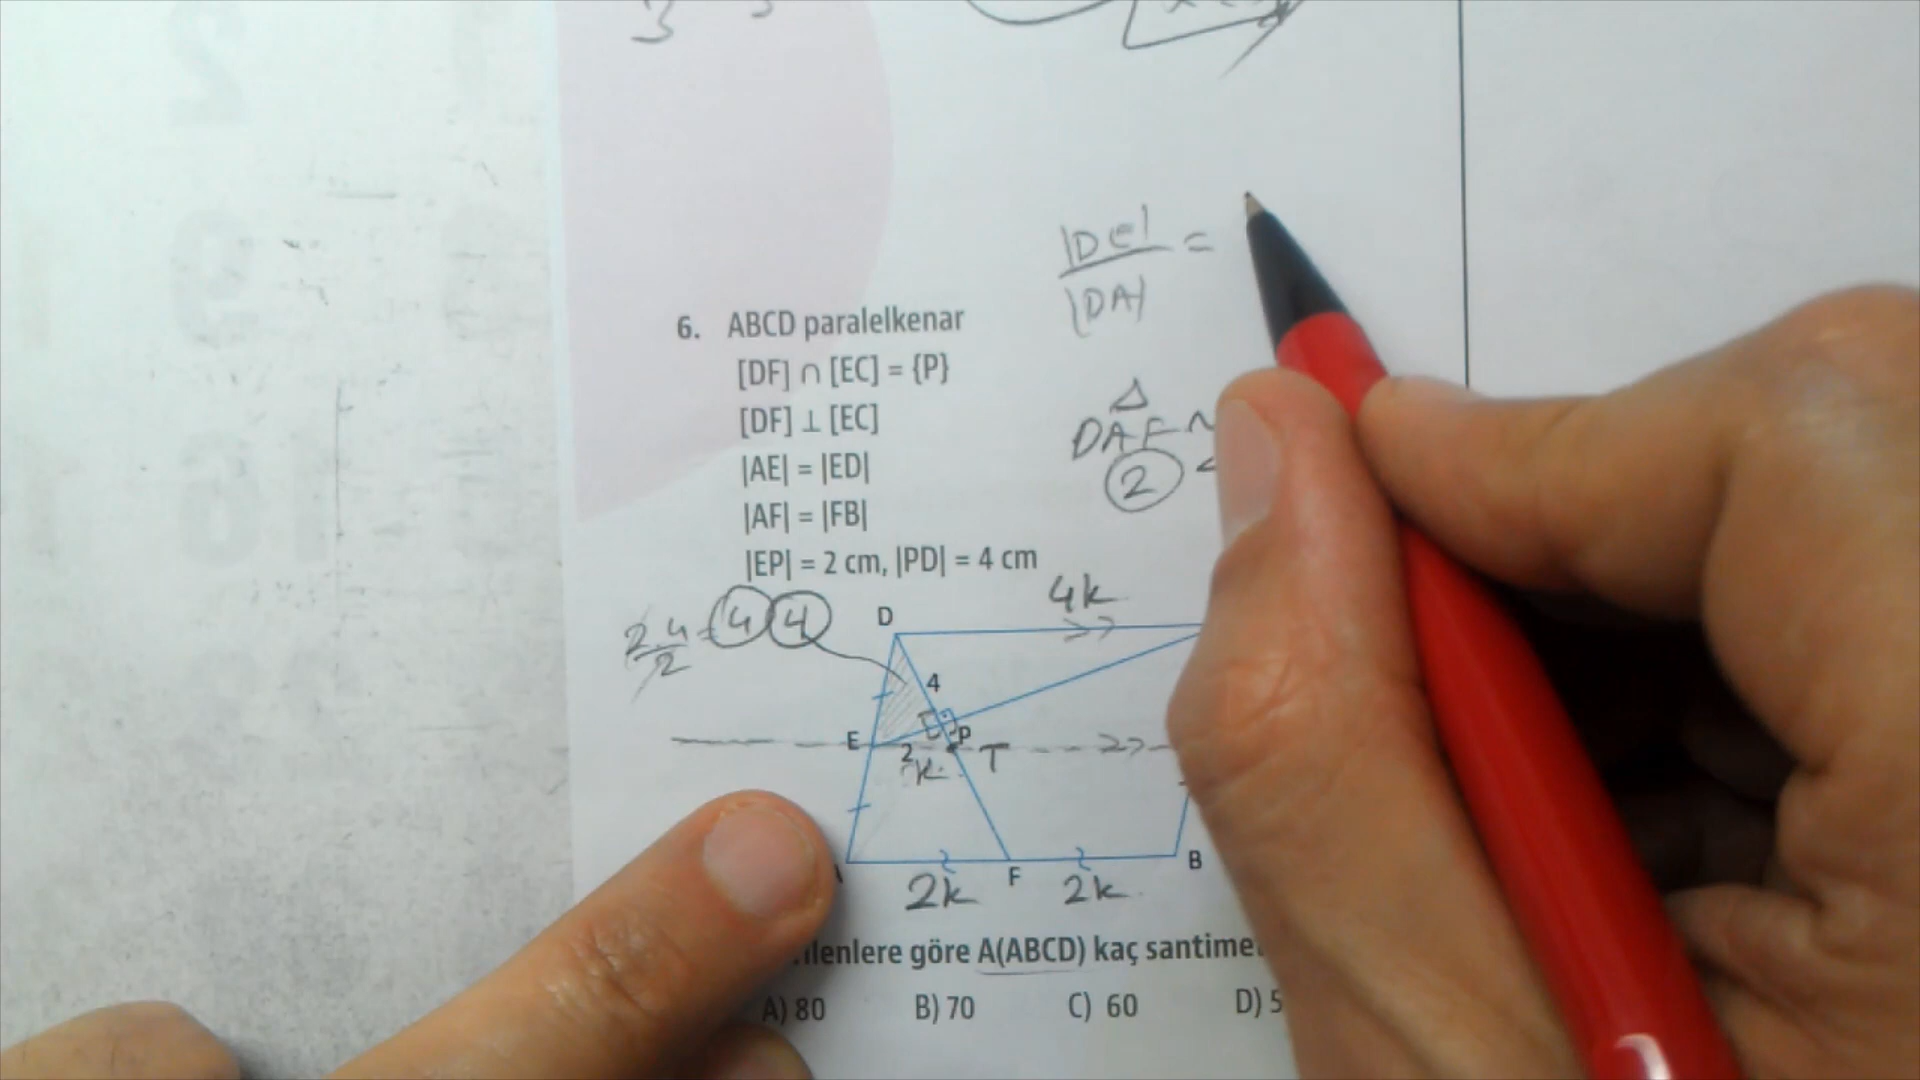 3
|DE|
|DA|
=
6. ABCD paralelkenar
[DF] ∩ [EC] = {P}
[DF] ⊥ [EC]
|AE| = |ED|
|AF| = |FB|
|EP| = 2 cm, |PD| = 4 cm
△
DAF ~
2
4k
2.4/2 = 4 4
D
4
E
P
2
k
T
F
B
2k 2k
lenlere göre A(ABCD) kaç santime
A) 80 B) 70 C) 60 D) 5